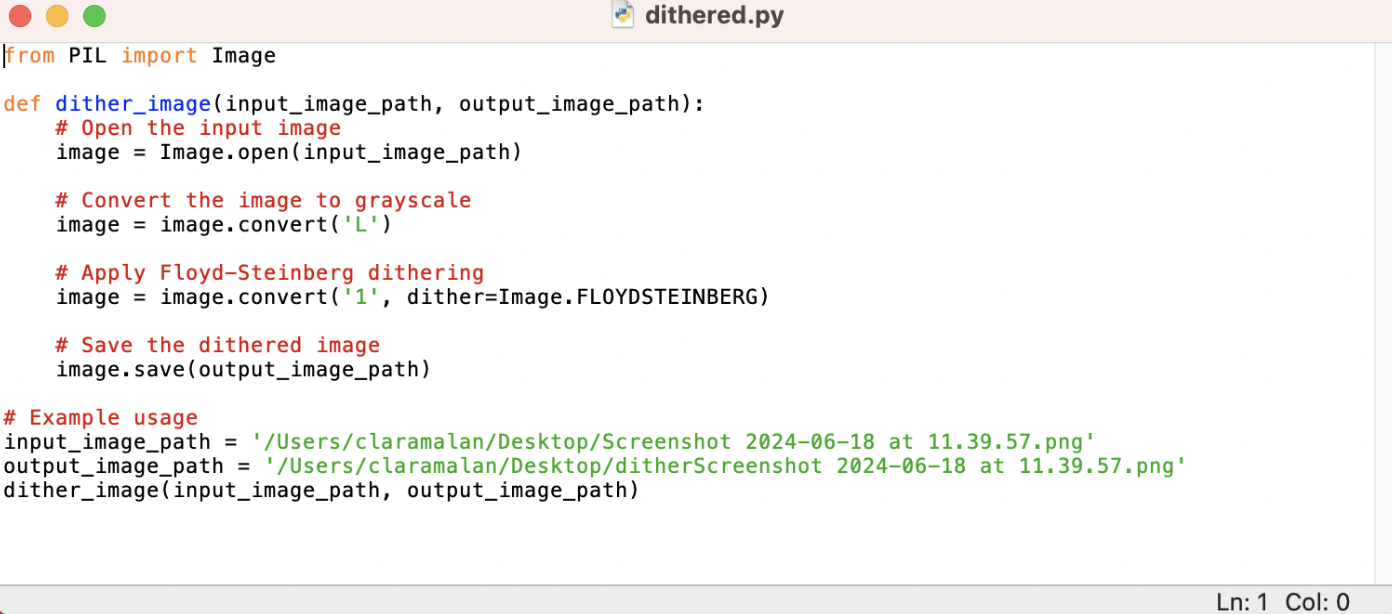 dithered.py
from PIL import Image
def dither_image(input_image_path, output_image_path):
    # Open the input image
    image = Image.open(input_image_path)
    # Convert the image to grayscale
    image = image.convert('L')
    # Apply Floyd-Steinberg dithering
    image = image.convert('1', dither=Image.FLOYDSTEINBERG)
    # Save the dithered image
    image.save(output_image_path)
# Example usage
input_image_path = '/Users/claramalan/Desktop/Screenshot 2024-06-18 at 11.39.57.png'
output_image_path = '/Users/claramalan/Desktop/ditherScreenshot 2024-06-18 at 11.39.57.png'
dither_image(input_image_path, output_image_path)
Ln: 1 Col: 0